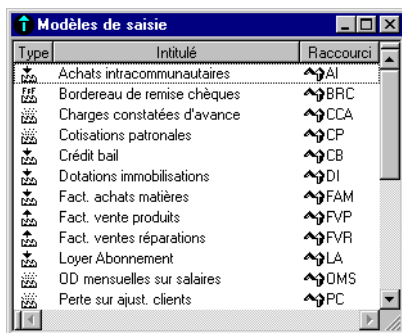 Modèles de saisie
Type Intitulé Raccourci
Achats intracommunautaires AI
Bordereau de remise chèques BRC
Charges constatées d'avance CCA
Cotisations patronales CP
Crédit bail CB
Dotations immobilisations DI
Fact. achats matières FAM
Fact. vente produits FVP
Fact. ventes réparations FVR
Loyer Abonnement LA
OD mensuelles sur salaires OMS
Perte sur ajust. clients PC